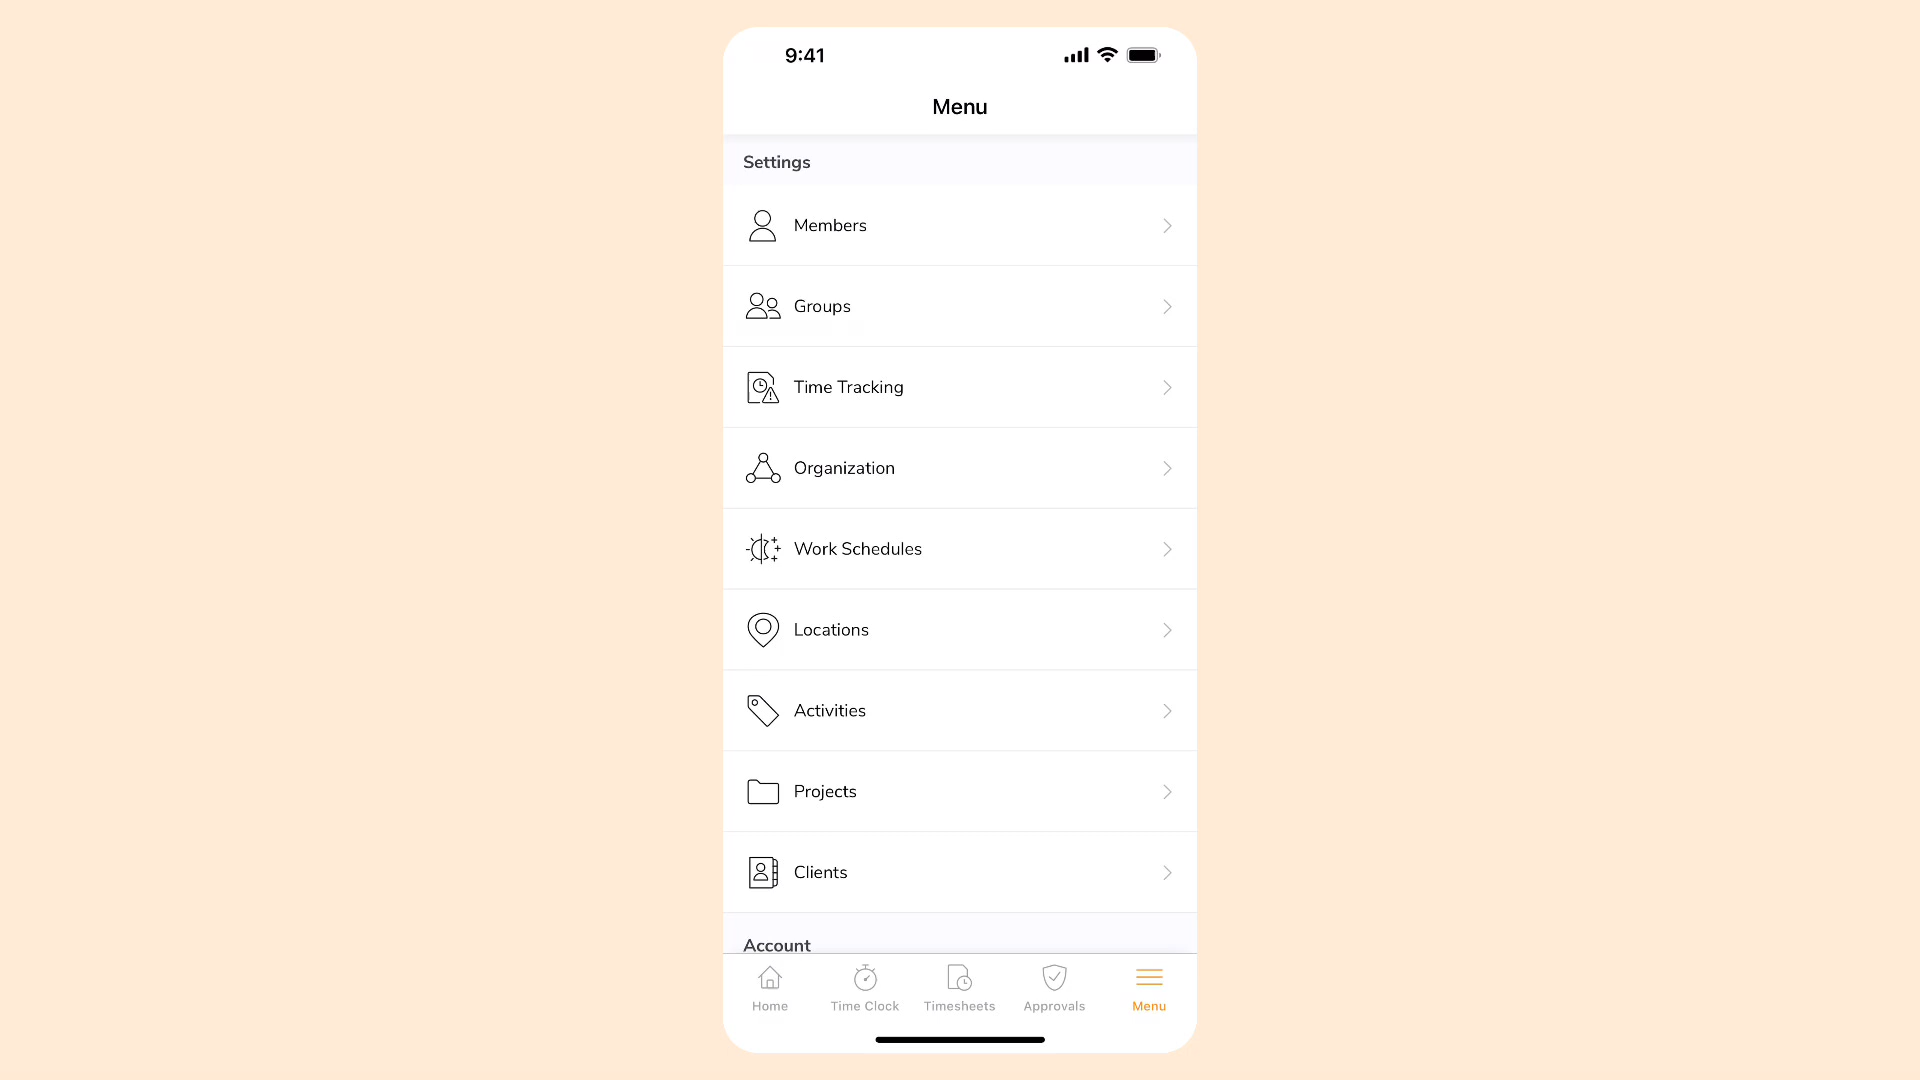 9:41
Menu
Settings
Members
Groups
Time Tracking
Organization
Work Schedules
Locations
Activities
Projects
Clients
Account
Home
Time Clock
Timesheets
Approvals
Menu